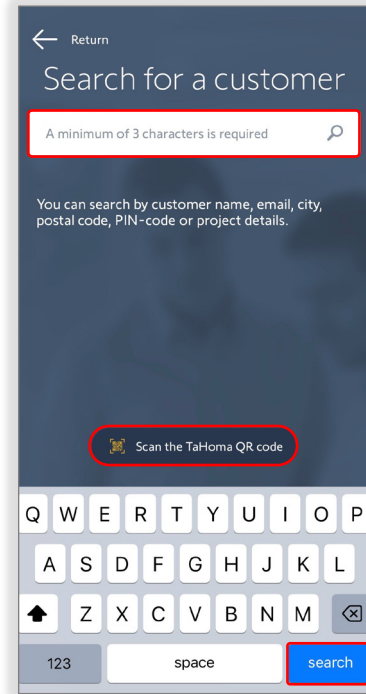 Return
Search for a customer
A minimum of 3 characters is required
You can search by customer name, email, city,
postal code, PIN-code or project details.
Scan the TaHoma QR code
Q W E R T Y U I O P
A S D F G H J K L
Z X C V B N M
123 space search